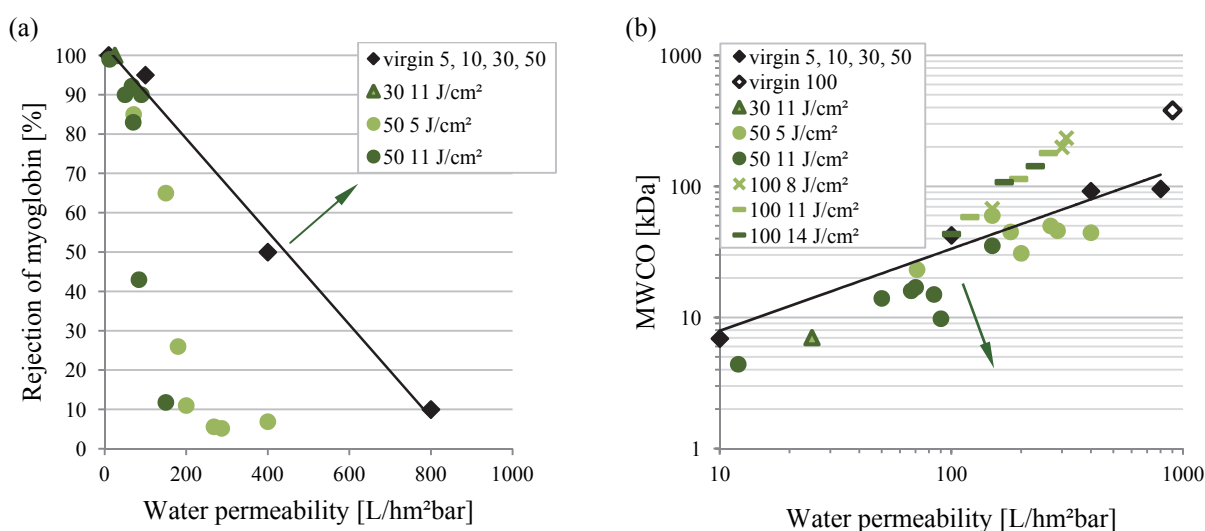 (a)
Rejection of myoglobin [%]
100
90
80
70
60
50
40
30
20
10
0
0 200 400 600 800 1000
Water permeability [L/hm²bar]
virgin 5, 10, 30, 50
30 11 J/cm²
50 5 J/cm²
50 11 J/cm²
(b)
MWCO [kDa]
1000
100
10
1
10 100 1000
Water permeability [L/hm²bar]
virgin 5, 10, 30, 50
virgin 100
30 11 J/cm²
50 5 J/cm²
50 11 J/cm²
100 8 J/cm²
100 11 J/cm²
100 14 J/cm²